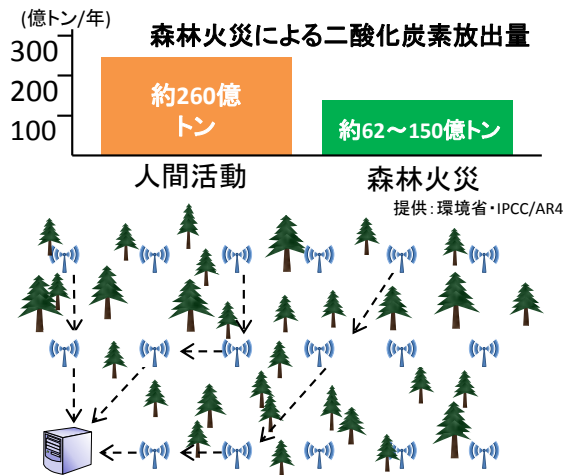 (億トン/年)
森林火災による二酸化炭素放出量
300
200
100
約260億
トン
約62～150億トン
人間活動
森林火災
提供：環境省・IPCC/AR4